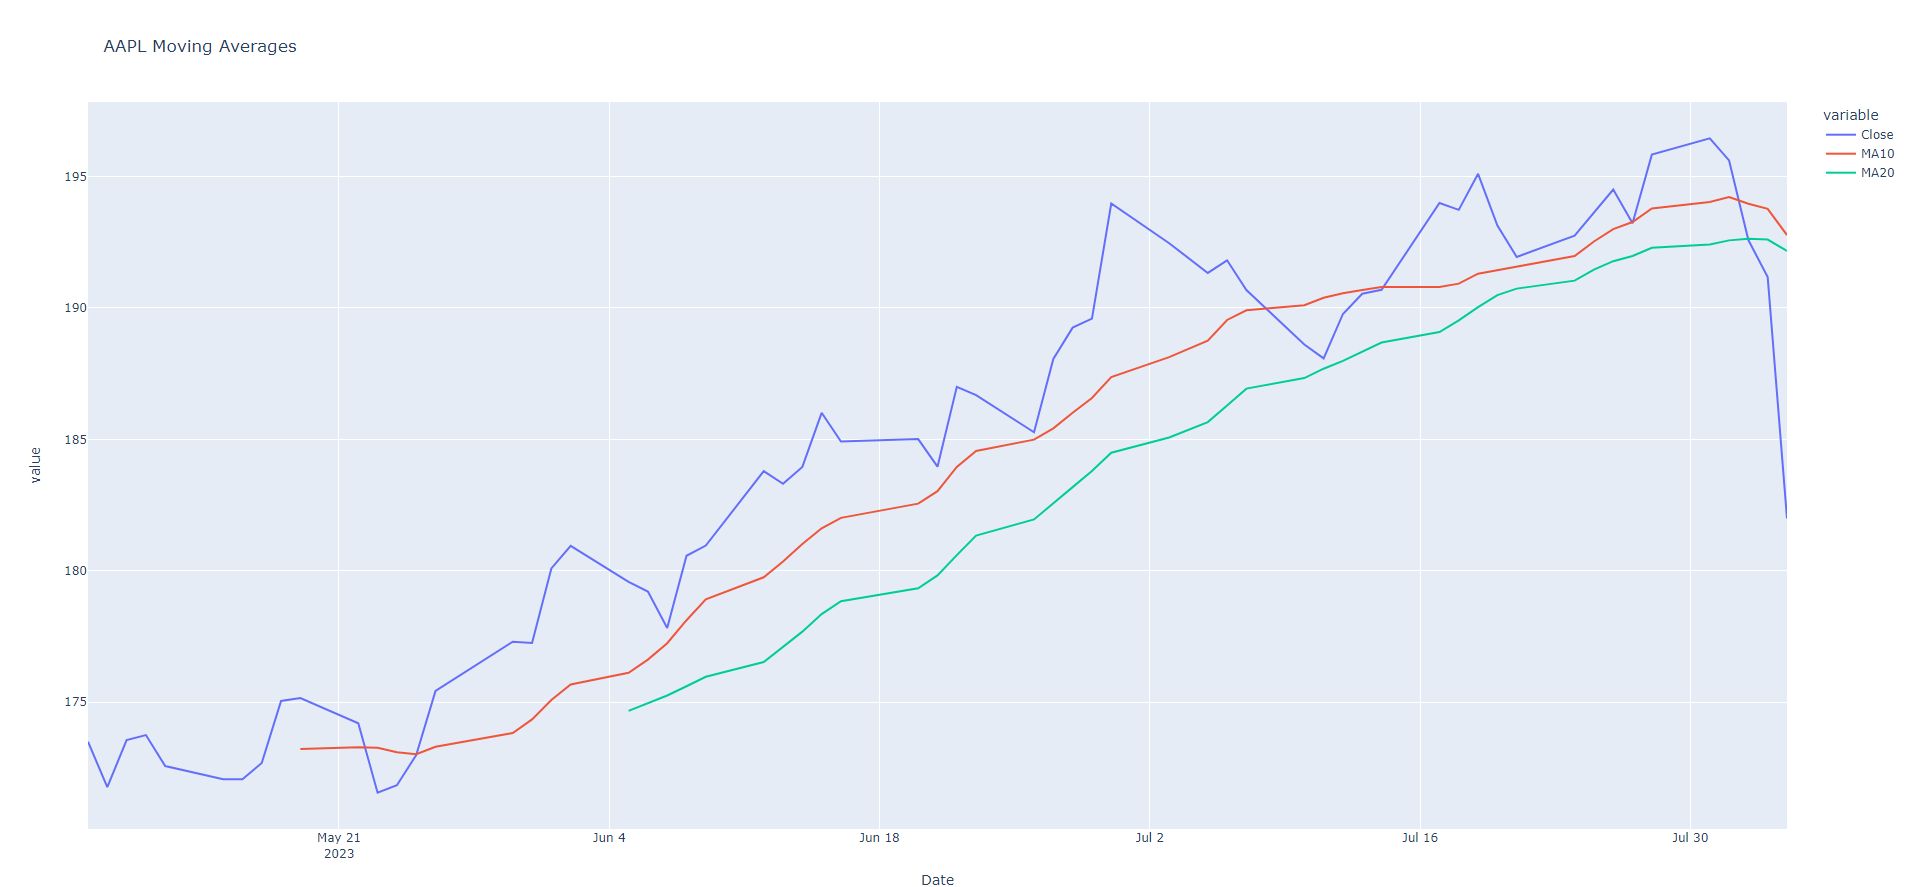 AAPL Moving Averages
variable
Close
MA10
MA20
value
195
190
185
180
175
May 21
2023
Jun 4
Jun 18
Jul 2
Jul 16
Jul 30
Date